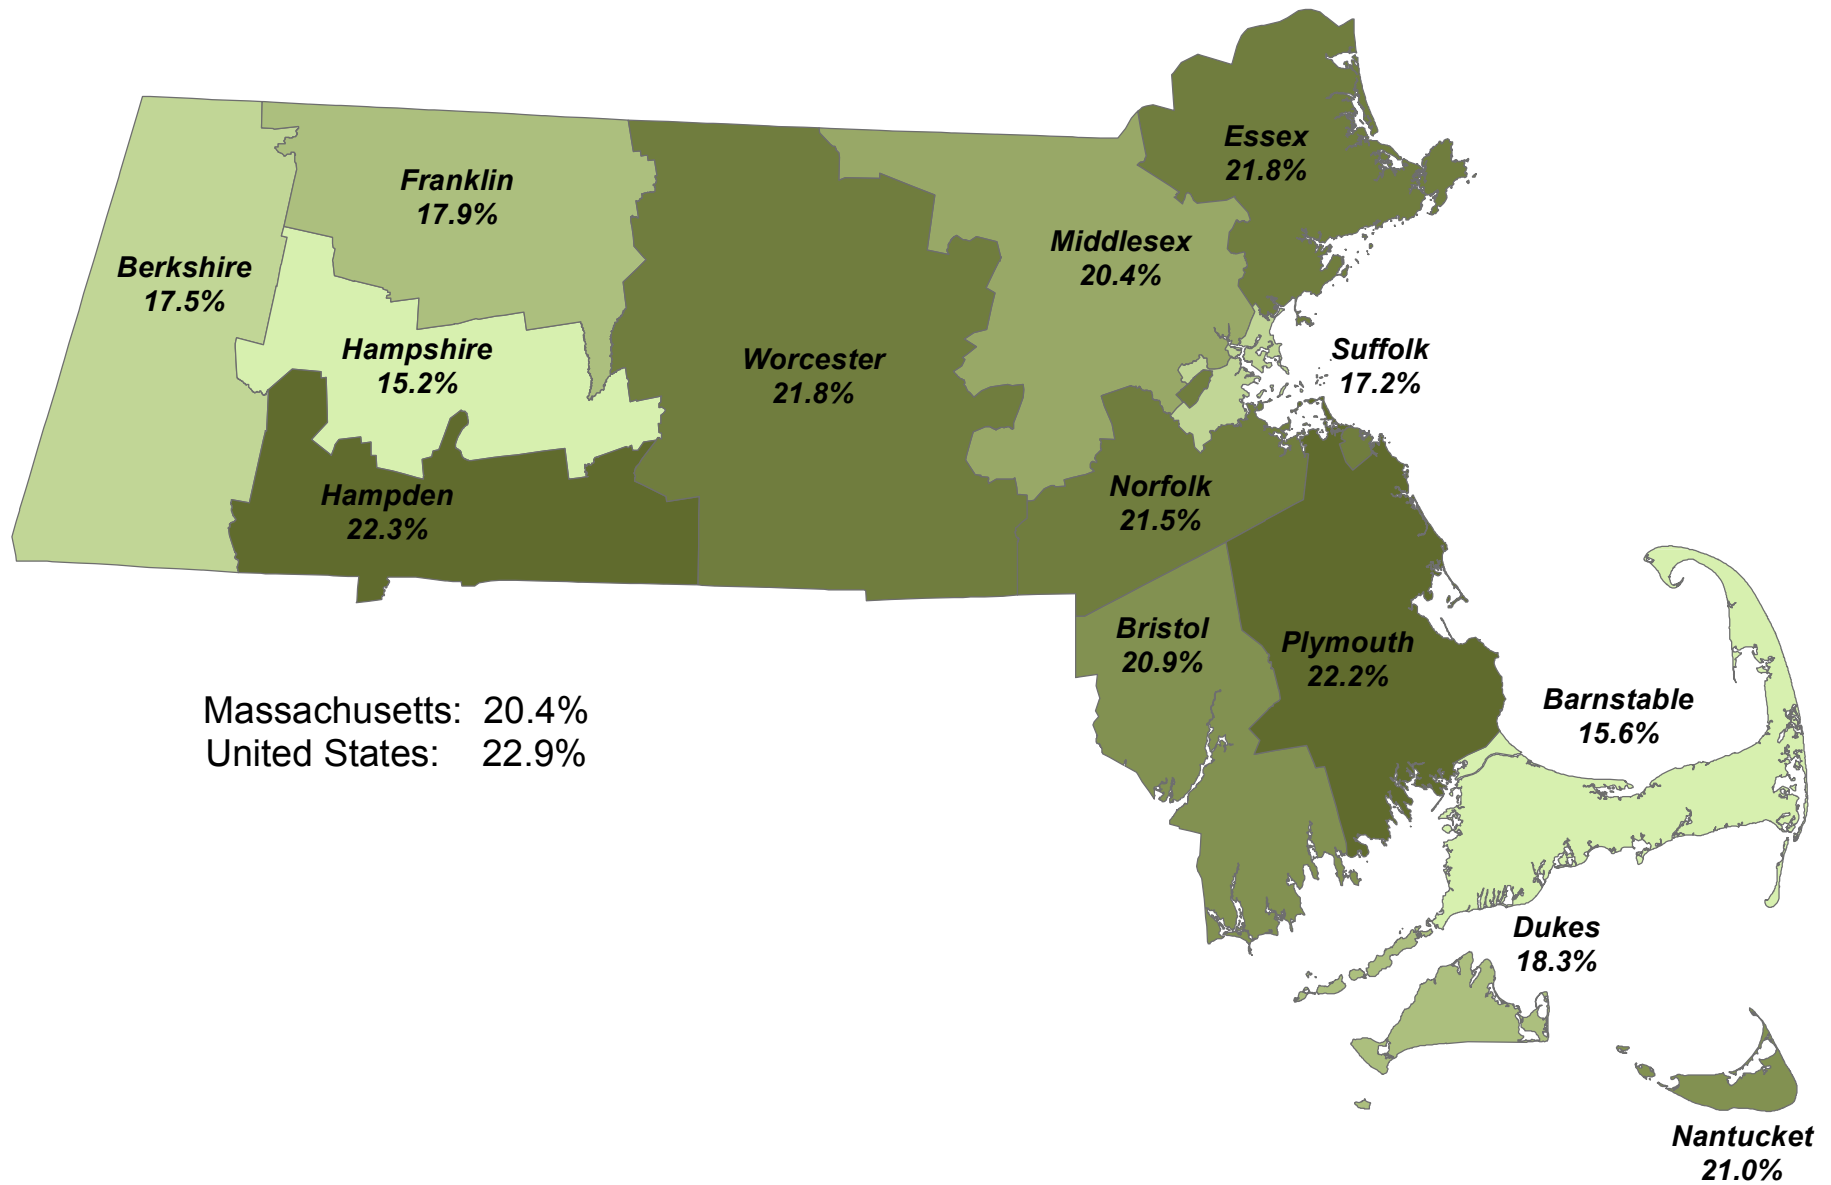 Essex
21.8%
Franklin
17.9%
Middlesex
20.4%
Berkshire
17.5%
Hampshire
15.2%
Worcester
21.8%
Suffolk
17.2%
Hampden
22.3%
Norfolk
21.5%
Bristol
20.9%
Plymouth
22.2%
Massachusetts: 20.4%
United States: 22.9%
Barnstable
15.6%
Dukes
18.3%
Nantucket
21.0%